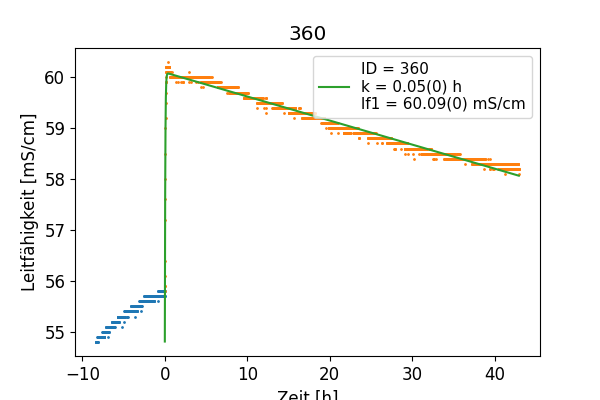 360
ID = 360
k = 0.05(0) h
lf1 = 60.09(0) mS/cm
Leitfähigkeit [mS/cm]
60
59
58
57
56
55
−10
0
10
20
30
40
Zeit [h]